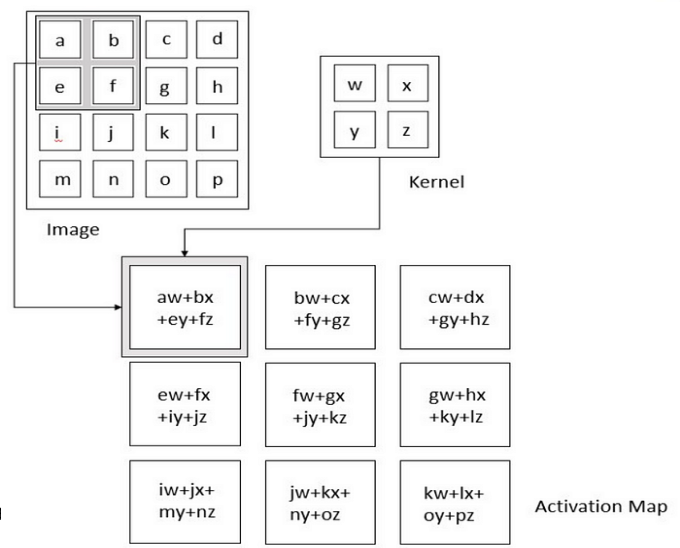 a b c d
e f g h
i j k l
m n o p
Image
w x
y z
Kernel
aw+bx
+ey+fz
bw+cx
+fy+gz
cw+dx
+gy+hz
ew+fx
+iy+jz
fw+gx
+jy+kz
gw+hx
+ky+lz
iw+jx+
my+nz
jw+kx+
ny+oz
kw+lx+
oy+pz
Activation Map